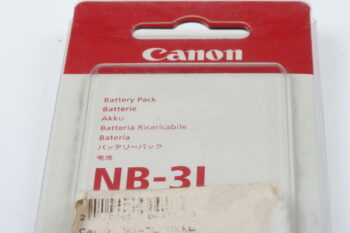 Canon
Battery Pack
Batterie
Akku
Batteria Ricaricabile
Bateria
バッテリーパック
电池
NB-3